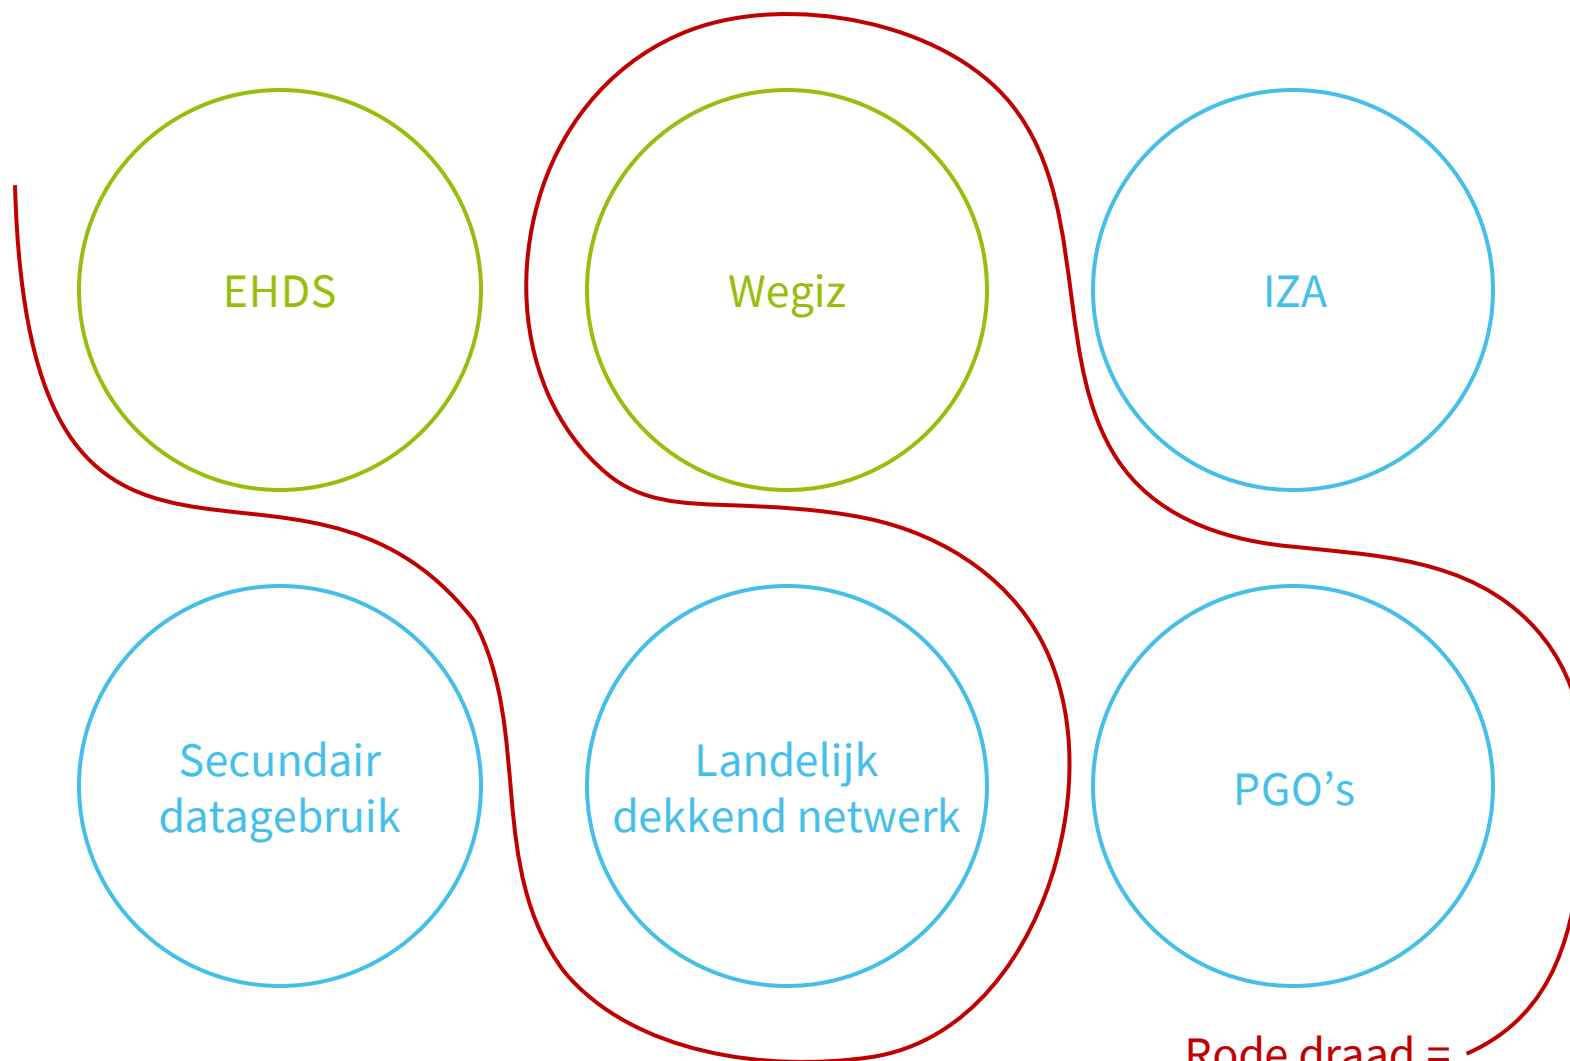 EHDS
Wegiz
IZA
Secundair
datagebruik
Landelijk
dekkend netwerk
PGO’s
Rode draad =